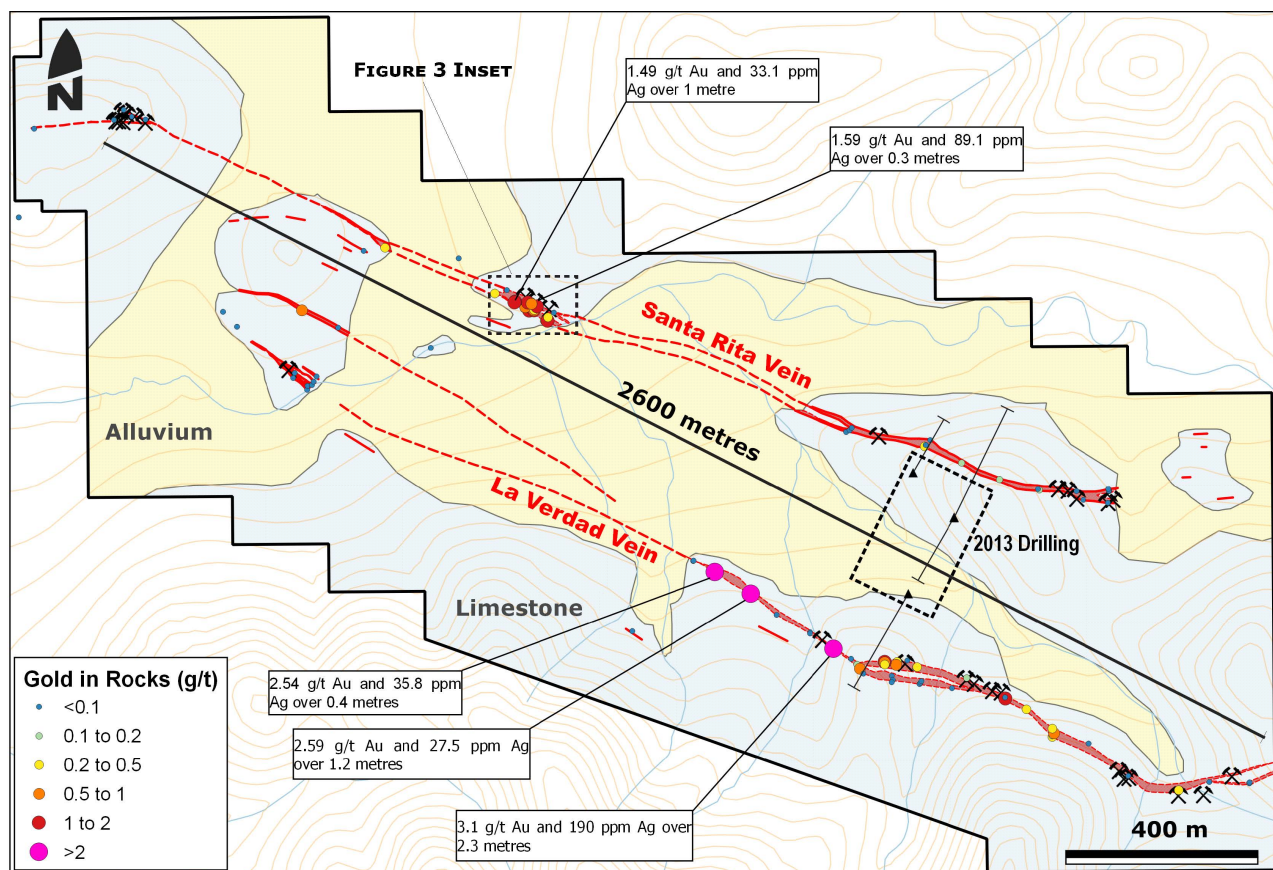 N
FIGURE 3 INSET
1.49 g/t Au and 33.1 ppm
Ag over 1 metre
1.59 g/t Au and 89.1 ppm
Ag over 0.3 metres
Santa Rita Vein
2600 metres
Alluvium
La Verdad Vein
2013 Drilling
Limestone
2.54 g/t Au and 35.8 ppm
Ag over 0.4 metres
2.59 g/t Au and 27.5 ppm Ag
over 1.2 metres
3.1 g/t Au and 190 ppm Ag over
2.3 metres
Gold in Rocks (g/t)
<0.1
0.1 to 0.2
0.2 to 0.5
0.5 to 1
1 to 2
>2
400 m